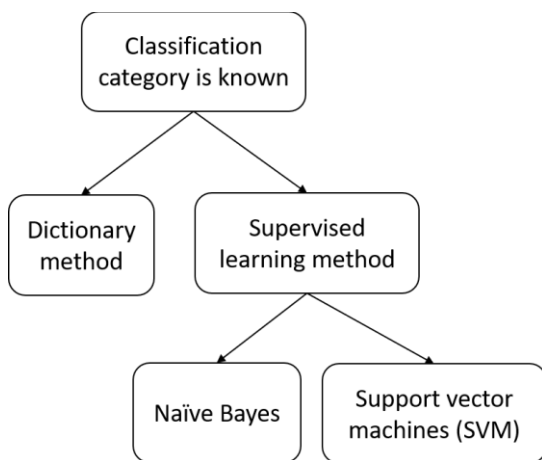 Classification
category is known
Dictionary
method
Supervised
learning method
Naïve Bayes
Support vector
machines (SVM)